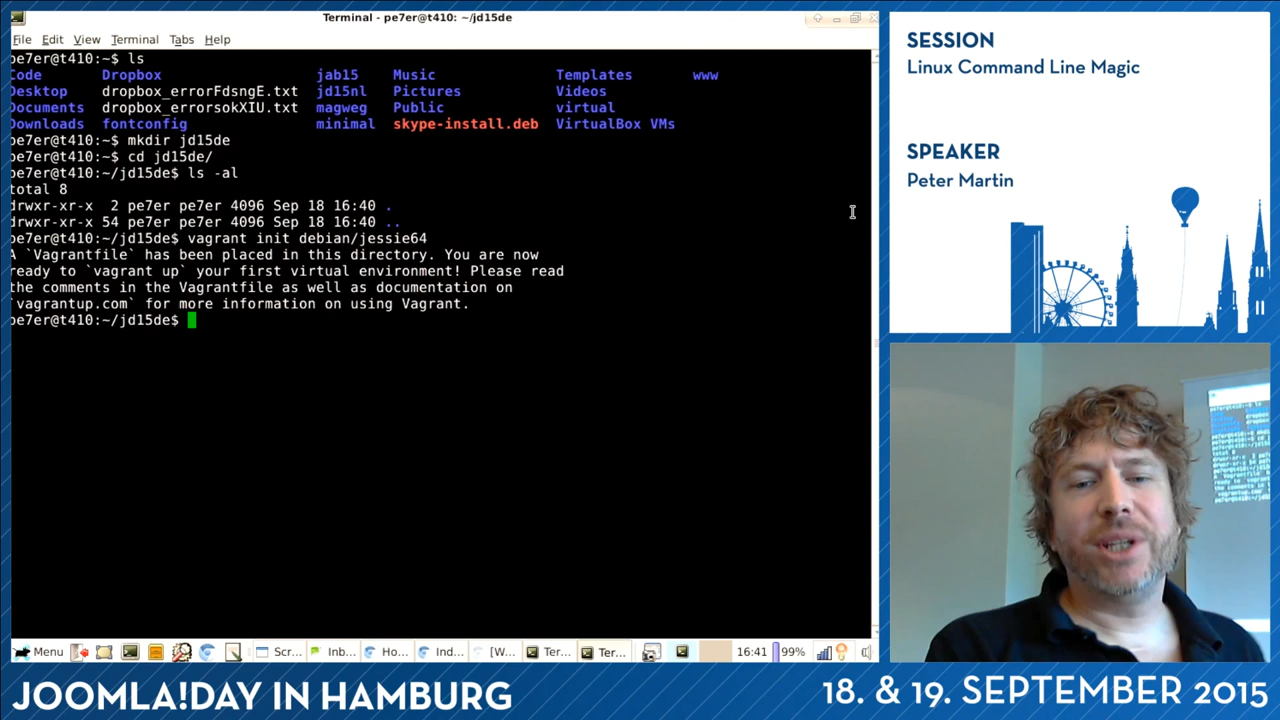 Terminal - pe7er@t410: ~/jd15de
File Edit View Terminal Tabs Help
pe7er@t410:~$ ls
Code Dropbox jab15 Music Templates www
Desktop dropbox_errorFdsngE.txt jd15nl Pictures Videos
Documents dropbox_errorsokXIU.txt magweg Public virtual
Downloads fontconfig minimal skype-install.deb VirtualBox VMs
pe7er@t410:~$ mkdir jd15de
pe7er@t410:~$ cd jd15de/
pe7er@t410:~/jd15de$ ls -al
total 8
drwxr-xr-x 2 pe7er pe7er 4096 Sep 18 16:40 .
drwxr-xr-x 54 pe7er pe7er 4096 Sep 18 16:40 ..
pe7er@t410:~/jd15de$ vagrant init debian/jessie64
A `Vagrantfile` has been placed in this directory. You are now
ready to `vagrant up` your first virtual environment! Please read
the comments in the Vagrantfile as well as documentation on
`vagrantup.com` for more information on using Vagrant.
pe7er@t410:~/jd15de$
Menu Scr... Inb... Ho... Ind... [W... Ter... Ter... 16:41 99%
SESSION
Linux Command Line Magic
SPEAKER
Peter Martin
JOOMLA!DAY IN HAMBURG
18. & 19. SEPTEMBER 2015